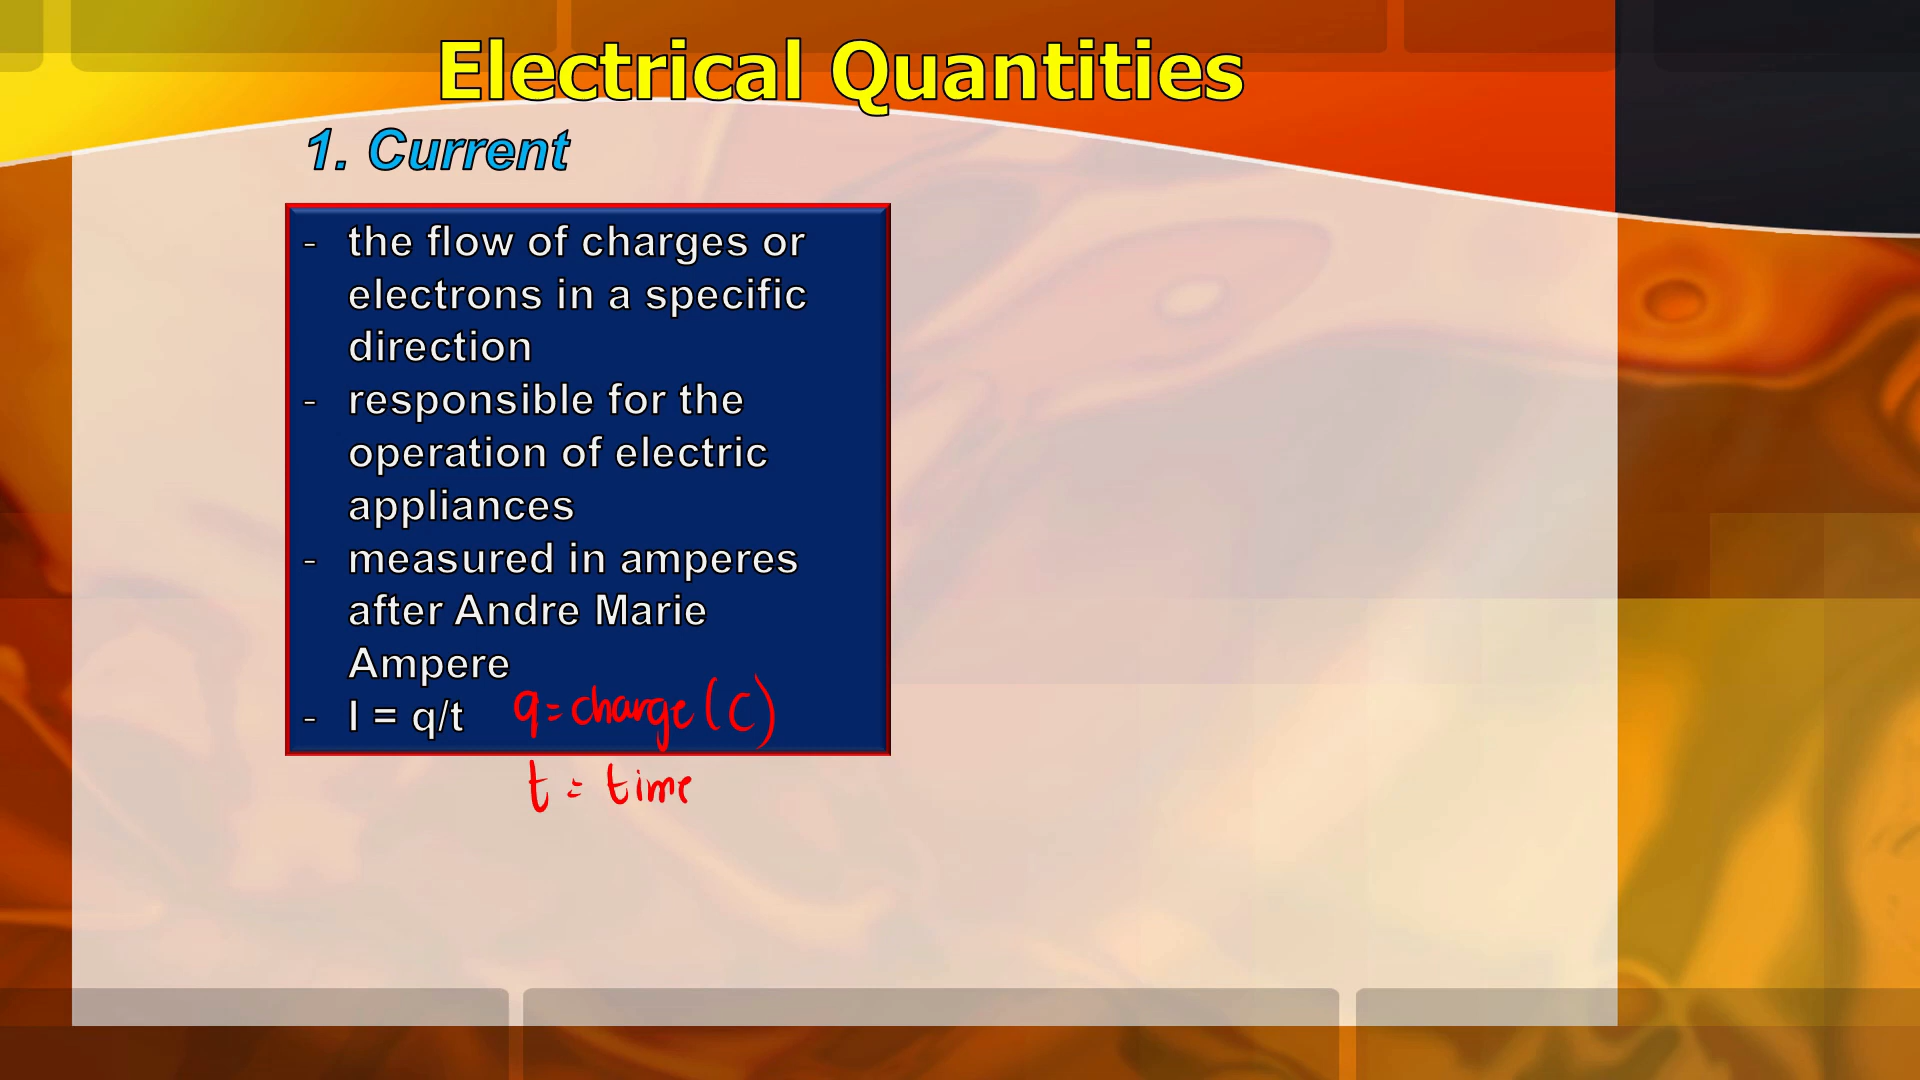 Electrical Quantities
1. Current
- the flow of charges or
electrons in a specific
direction
- responsible for the
operation of electric
appliances
- measured in amperes
after Andre Marie
Ampere
- I = q/t q = charge (C)
t = time